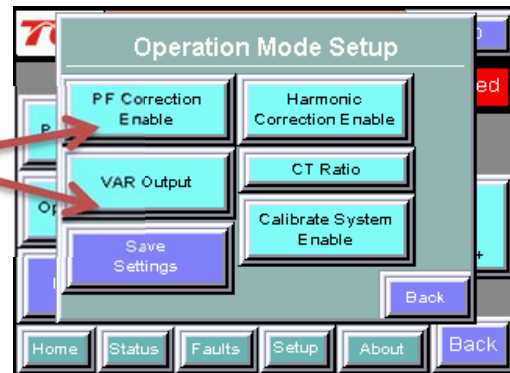 Operation Mode Setup
PF Correction
Enable
Harmonic
Correction Enable
VAR Output
CT Ratio
Calibrate System
Enable
Save
Settings
Back
ed
P
Op
+
Home
Status
Faults
Setup
About
Back